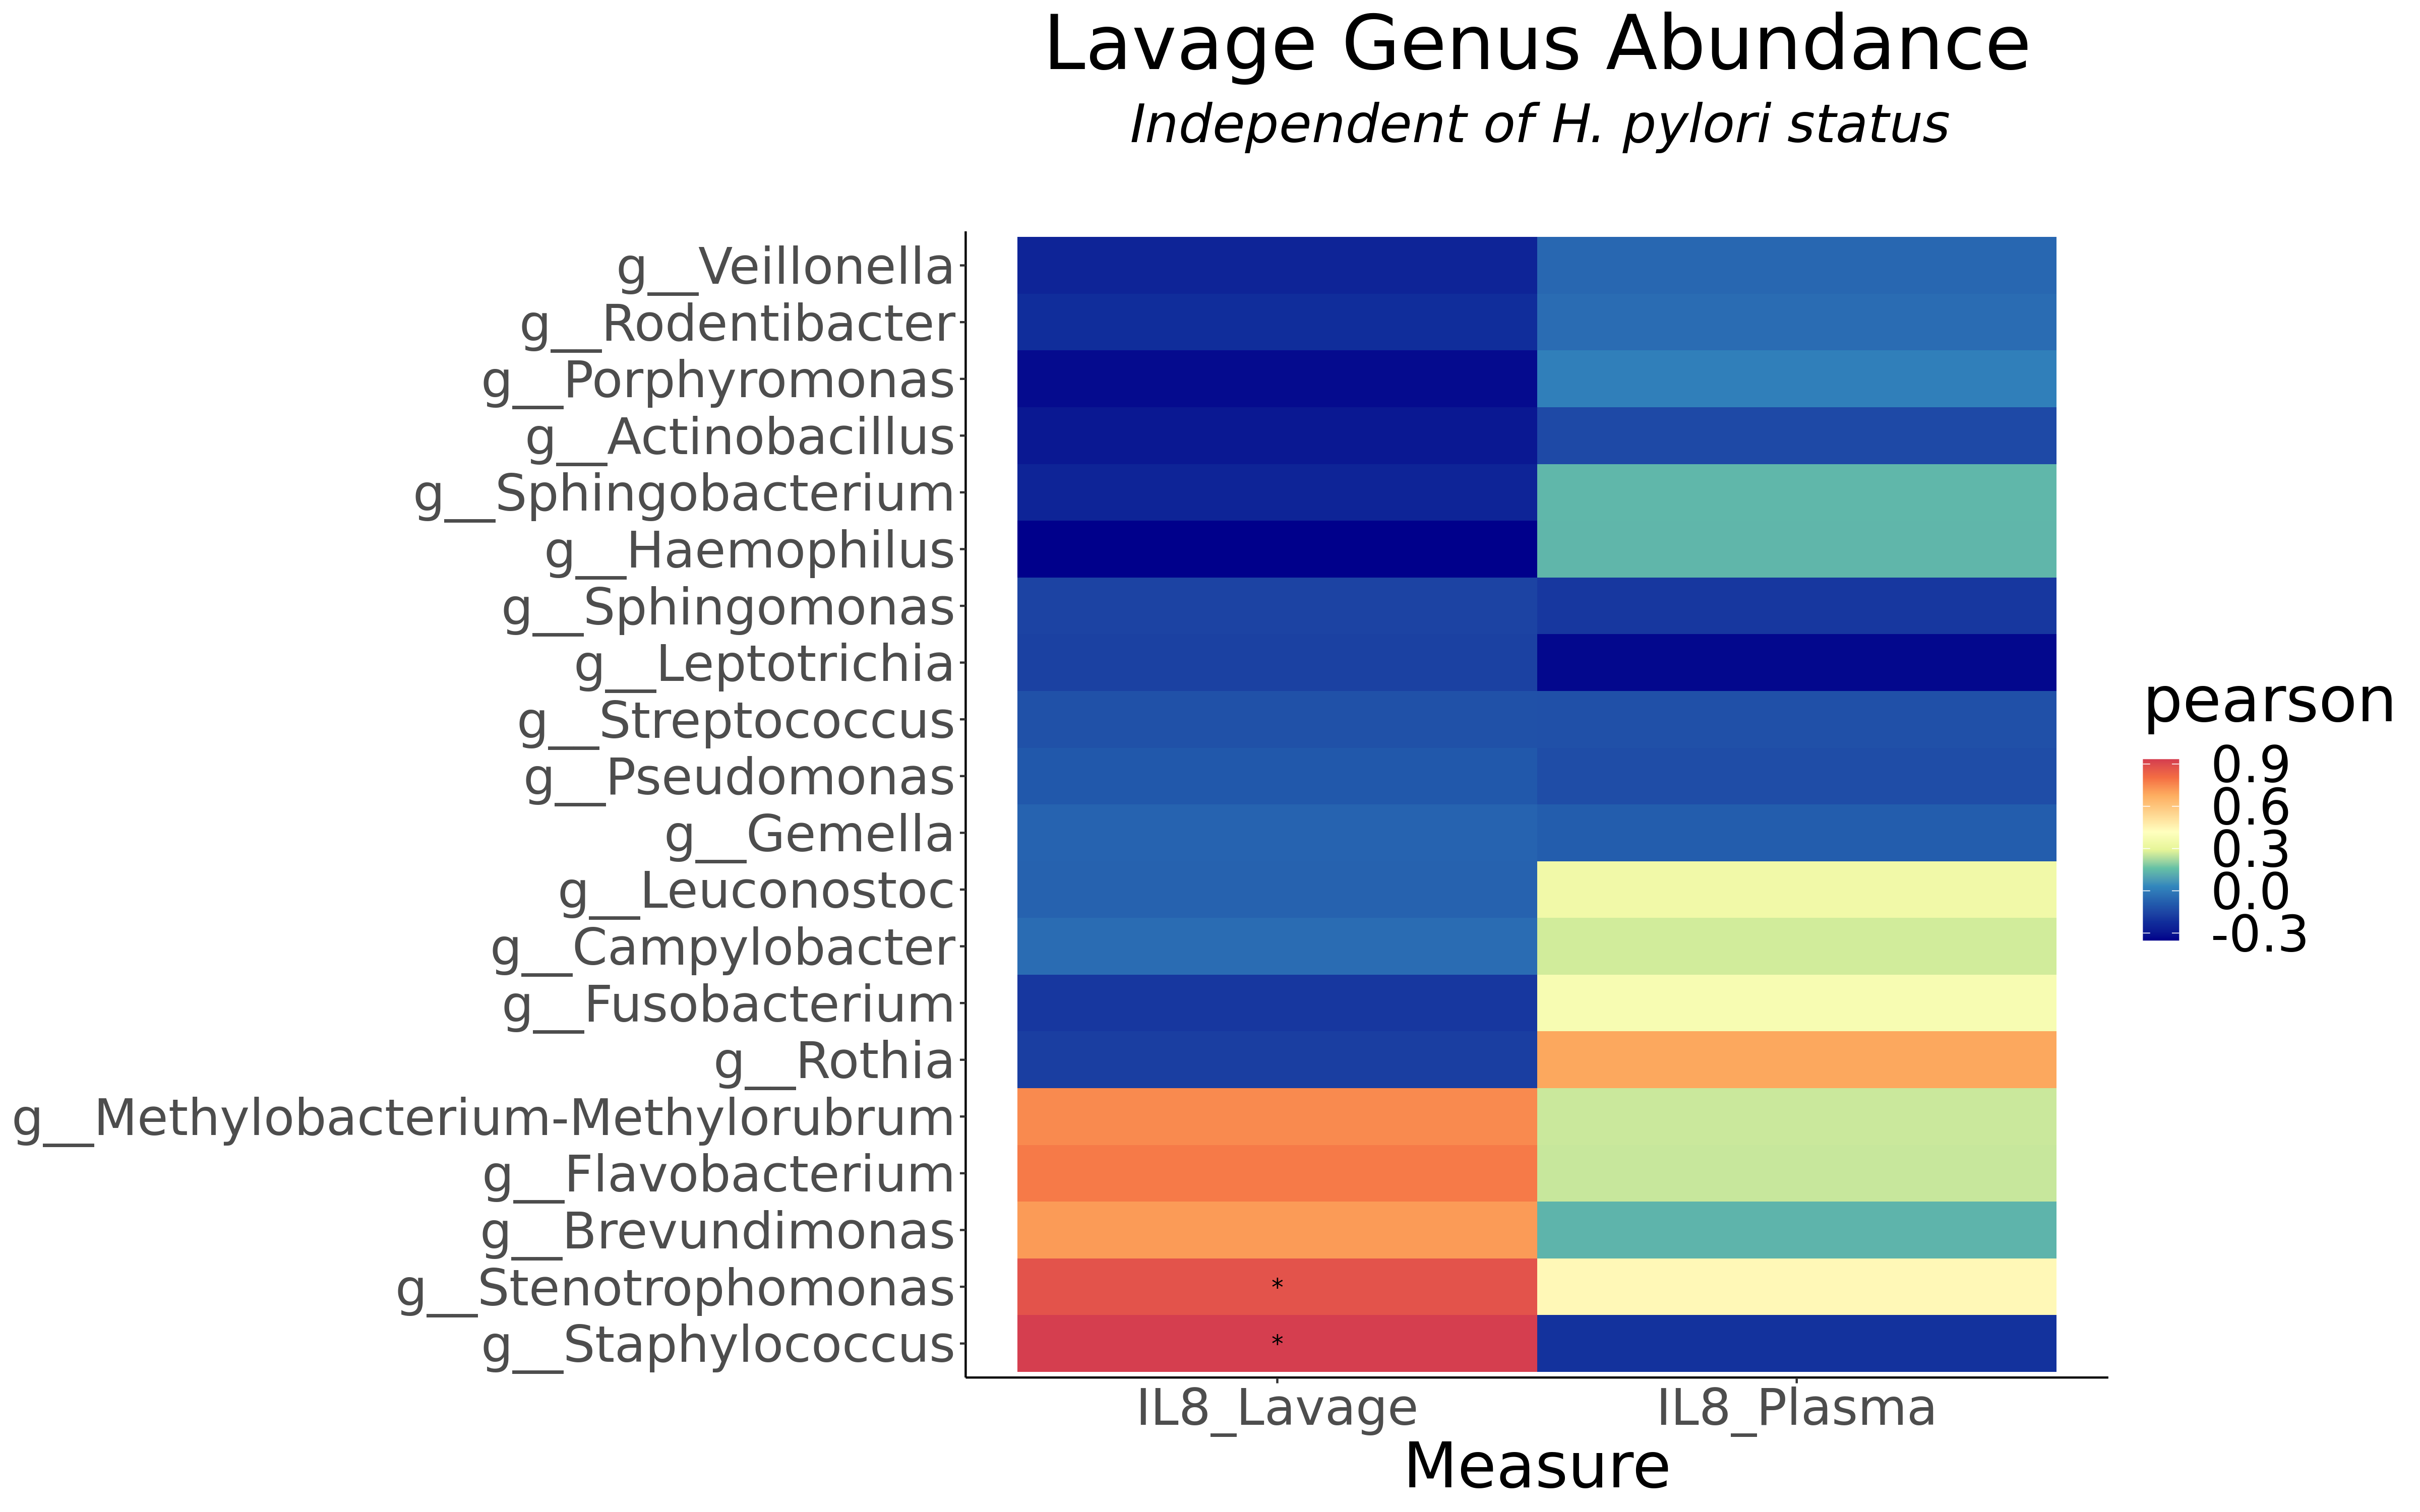 Lavage Genus Abundance
Independent of H. pylori status
g__Veillonella
g__Rodentibacter
g__Porphyromonas
g__Actinobacillus
g__Sphingobacterium
g__Haemophilus
g__Sphingomonas
g__Leptotrichia
g__Streptococcus
g__Pseudomonas
g__Gemella
g__Leuconostoc
g__Campylobacter
g__Fusobacterium
g__Rothia
g__Methylobacterium-Methylorubrum
g__Flavobacterium
g__Brevundimonas
g__Stenotrophomonas
*
g__Staphylococcus
*
IL8_Lavage
IL8_Plasma
Measure
pearson
0.9
0.6
0.3
0.0
-0.3